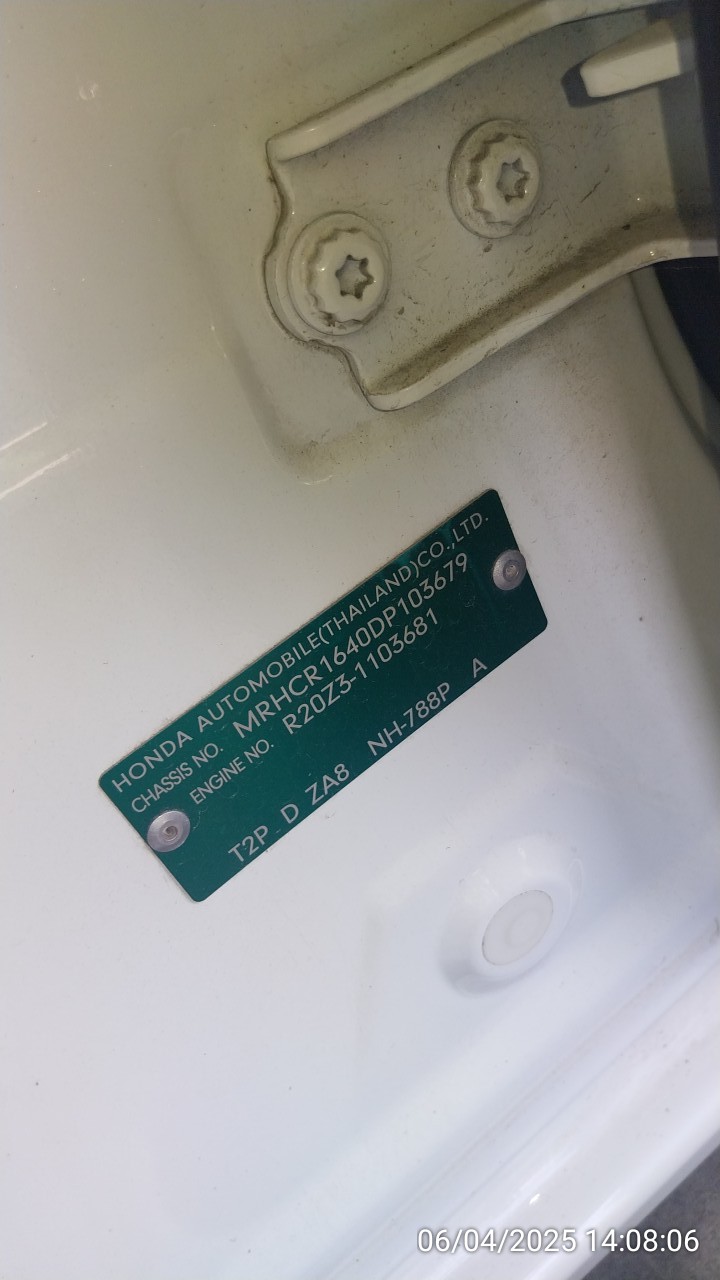 HONDA AUTOMOBILE(THAILAND)CO.,LTD.
CHASSIS NO. MRHCR1640DP103679
ENGINE NO. R20Z3-1103681
T2P D ZA8 NH-788P A
06/04/2025 14:08:06